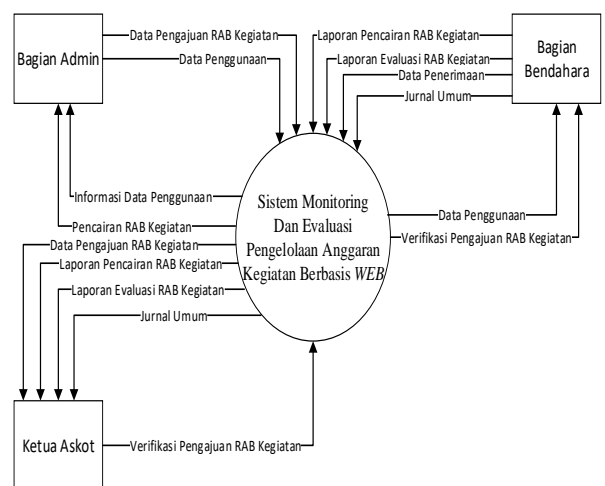 Bagian Admin
Data Pengajuan RAB Kegiatan
Data Penggunaan
Laporan Pencairan RAB Kegiatan
Laporan Evaluasi RAB Kegiatan
Data Penerimaan
Jurnal Umum
Bagian
Bendahara
Informasi Data Penggunaan
Pencairan RAB Kegiatan
Data Pengajuan RAB Kegiatan
Laporan Pencairan RAB Kegiatan
Laporan Evaluasi RAB Kegiatan
Jurnal Umum
Sistem Monitoring
Dan Evaluasi
Pengelolaan Anggaran
Kegiatan Berbasis WEB
Data Penggunaan
Verifikasi Pengajuan RAB Kegiatan
Ketua Askot
Verifikasi Pengajuan RAB Kegiatan